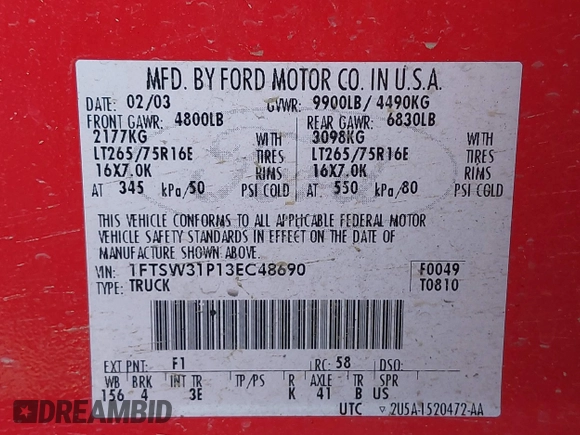 MFD. BY FORD MOTOR CO. IN U.S.A.
DATE: 02/03 GVWR: 9900LB/ 4490KG
FRONT GAWR: 4800LB REAR GAWR: 6830LB
2177KG WITH 3098KG WITH
LT265/75R16E TIRES LT265/75R16E TIRES
16X7.0K RIMS 16X7.0K RIMS
AT 345 kPa/50 PSI COLD AT 550 kPa/80 PSI COLD
THIS VEHICLE CONFORMS TO ALL APPLICABLE FEDERAL MOTOR
VEHICLE SAFETY STANDARDS IN EFFECT ON THE DATE OF
MANUFACTURE SHOWN ABOVE.
VIN: 1FTSW31P13EC48690 F0049
TYPE: TRUCK T0810
EXT PNT: F1 RC: 58 DSO:
WB BRK INT TR TP/PS R AXLE TR SPR
156 4 3E K 41 B US
UTC ▽ 2U5A-1520472-AA
DREAMBID